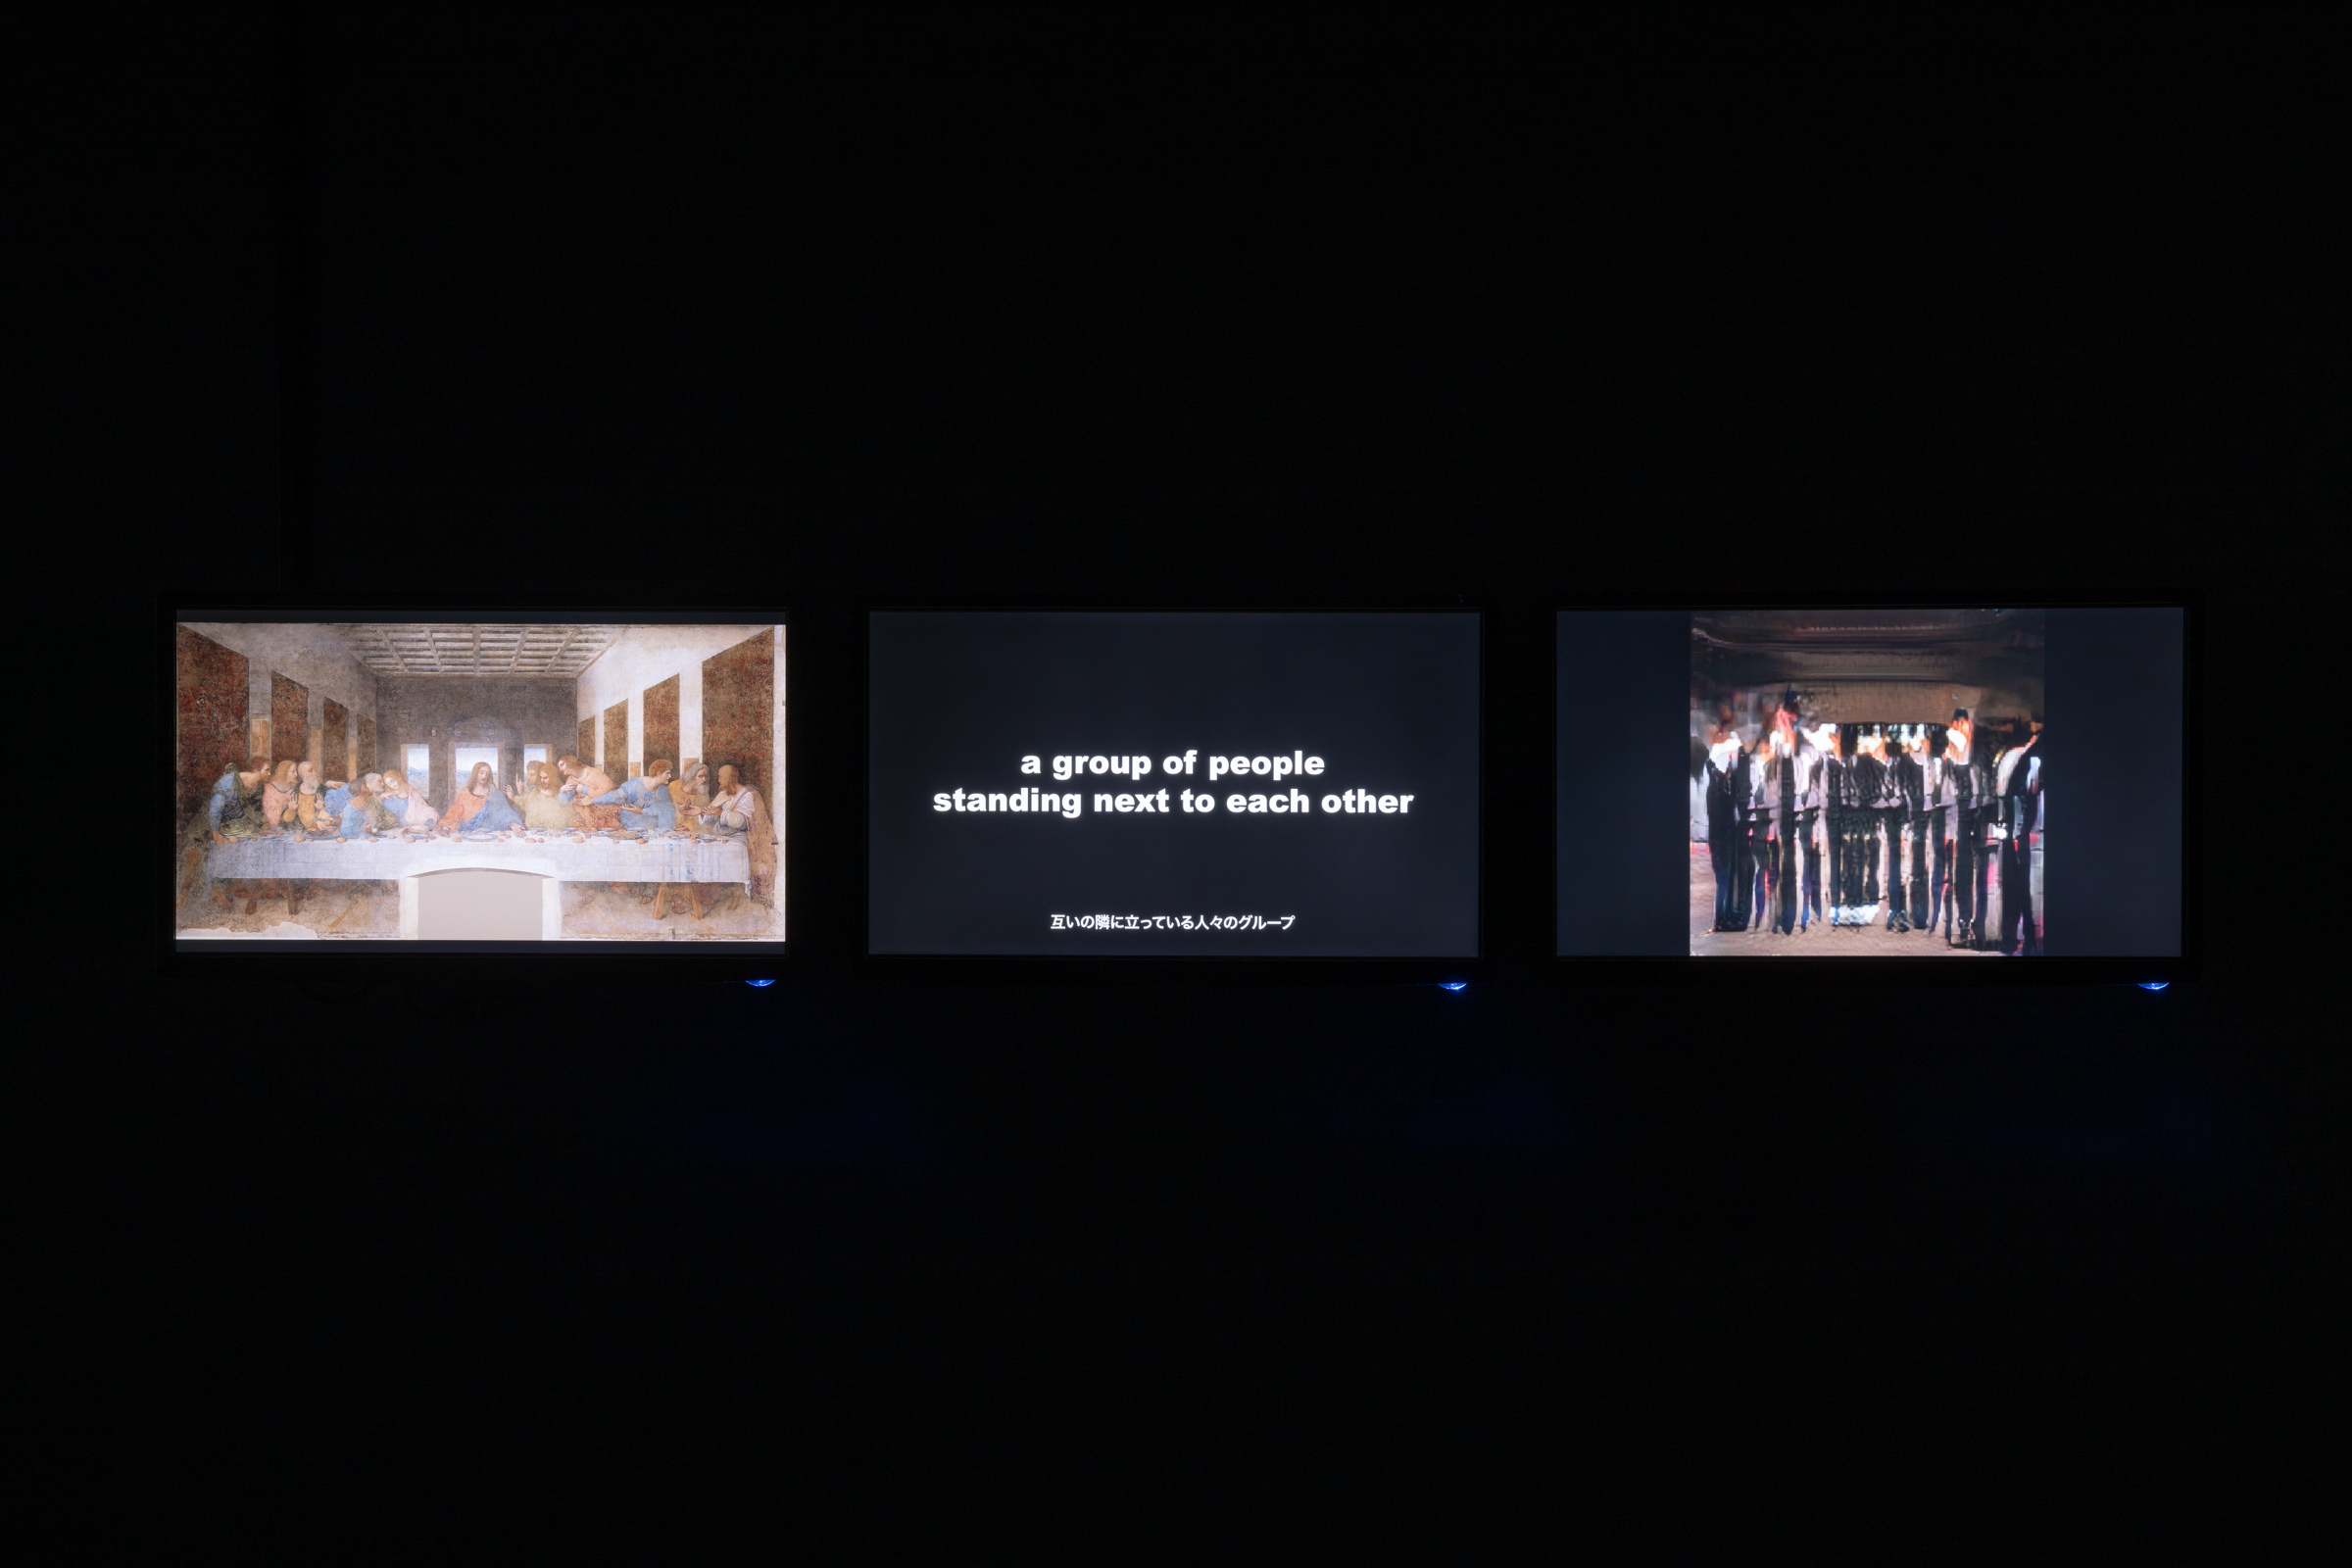 a group of people
standing next to each other
互いの隣に立っている人々のグループ